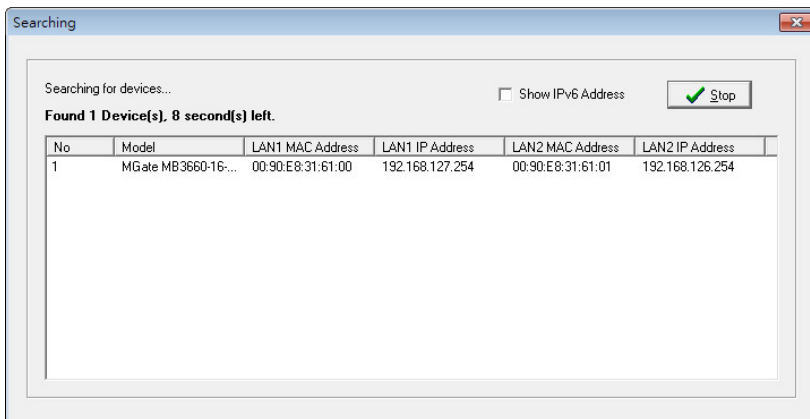 Searching
Searching for devices...
Show IPv6 Address
Stop
Found 1 Device(s), 8 second(s) left.
No Model LAN1 MAC Address LAN1 IP Address LAN2 MAC Address LAN2 IP Address
1 MGate MB3660-16-... 00:90:E8:31:61:00 192.168.127.254 00:90:E8:31:61:01 192.168.126.254